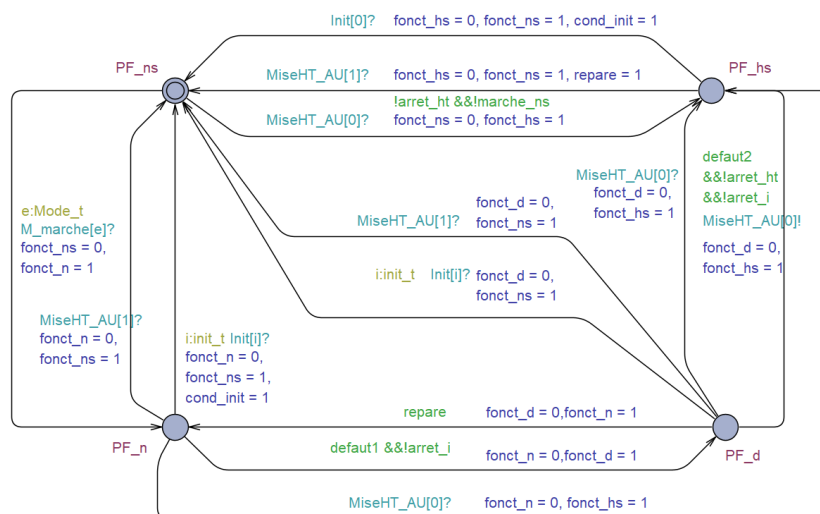 Init[0]? fonct_hs = 0, fonct_ns = 1, cond_init = 1
PF_ns
PF_hs
MiseHT_AU[1]? fonct_hs = 0, fonct_ns = 1, repare = 1
!arret_ht &&!marche_ns
MiseHT_AU[0]? fonct_ns = 0, fonct_hs = 1
defaut2
&&!arret_ht
&&!arret_i
MiseHT_AU[0]!
fonct_d = 0,
fonct_hs = 1
MiseHT_AU[0]?
fonct_d = 0,
fonct_hs = 1
e:Mode_t
M_marche[e]?
fonct_ns = 0,
fonct_n = 1
MiseHT_AU[1]?
fonct_d = 0,
fonct_ns = 1
i:init_t Init[i]?
fonct_d = 0,
fonct_ns = 1
MiseHT_AU[1]?
fonct_n = 0,
fonct_ns = 1
i:init_t Init[i]?
fonct_n = 0,
fonct_ns = 1,
cond_init = 1
repare fonct_d = 0,fonct_n = 1
PF_n
defaut1 &&!arret_i fonct_n = 0,fonct_d = 1
PF_d
MiseHT_AU[0]? fonct_n = 0, fonct_hs = 1